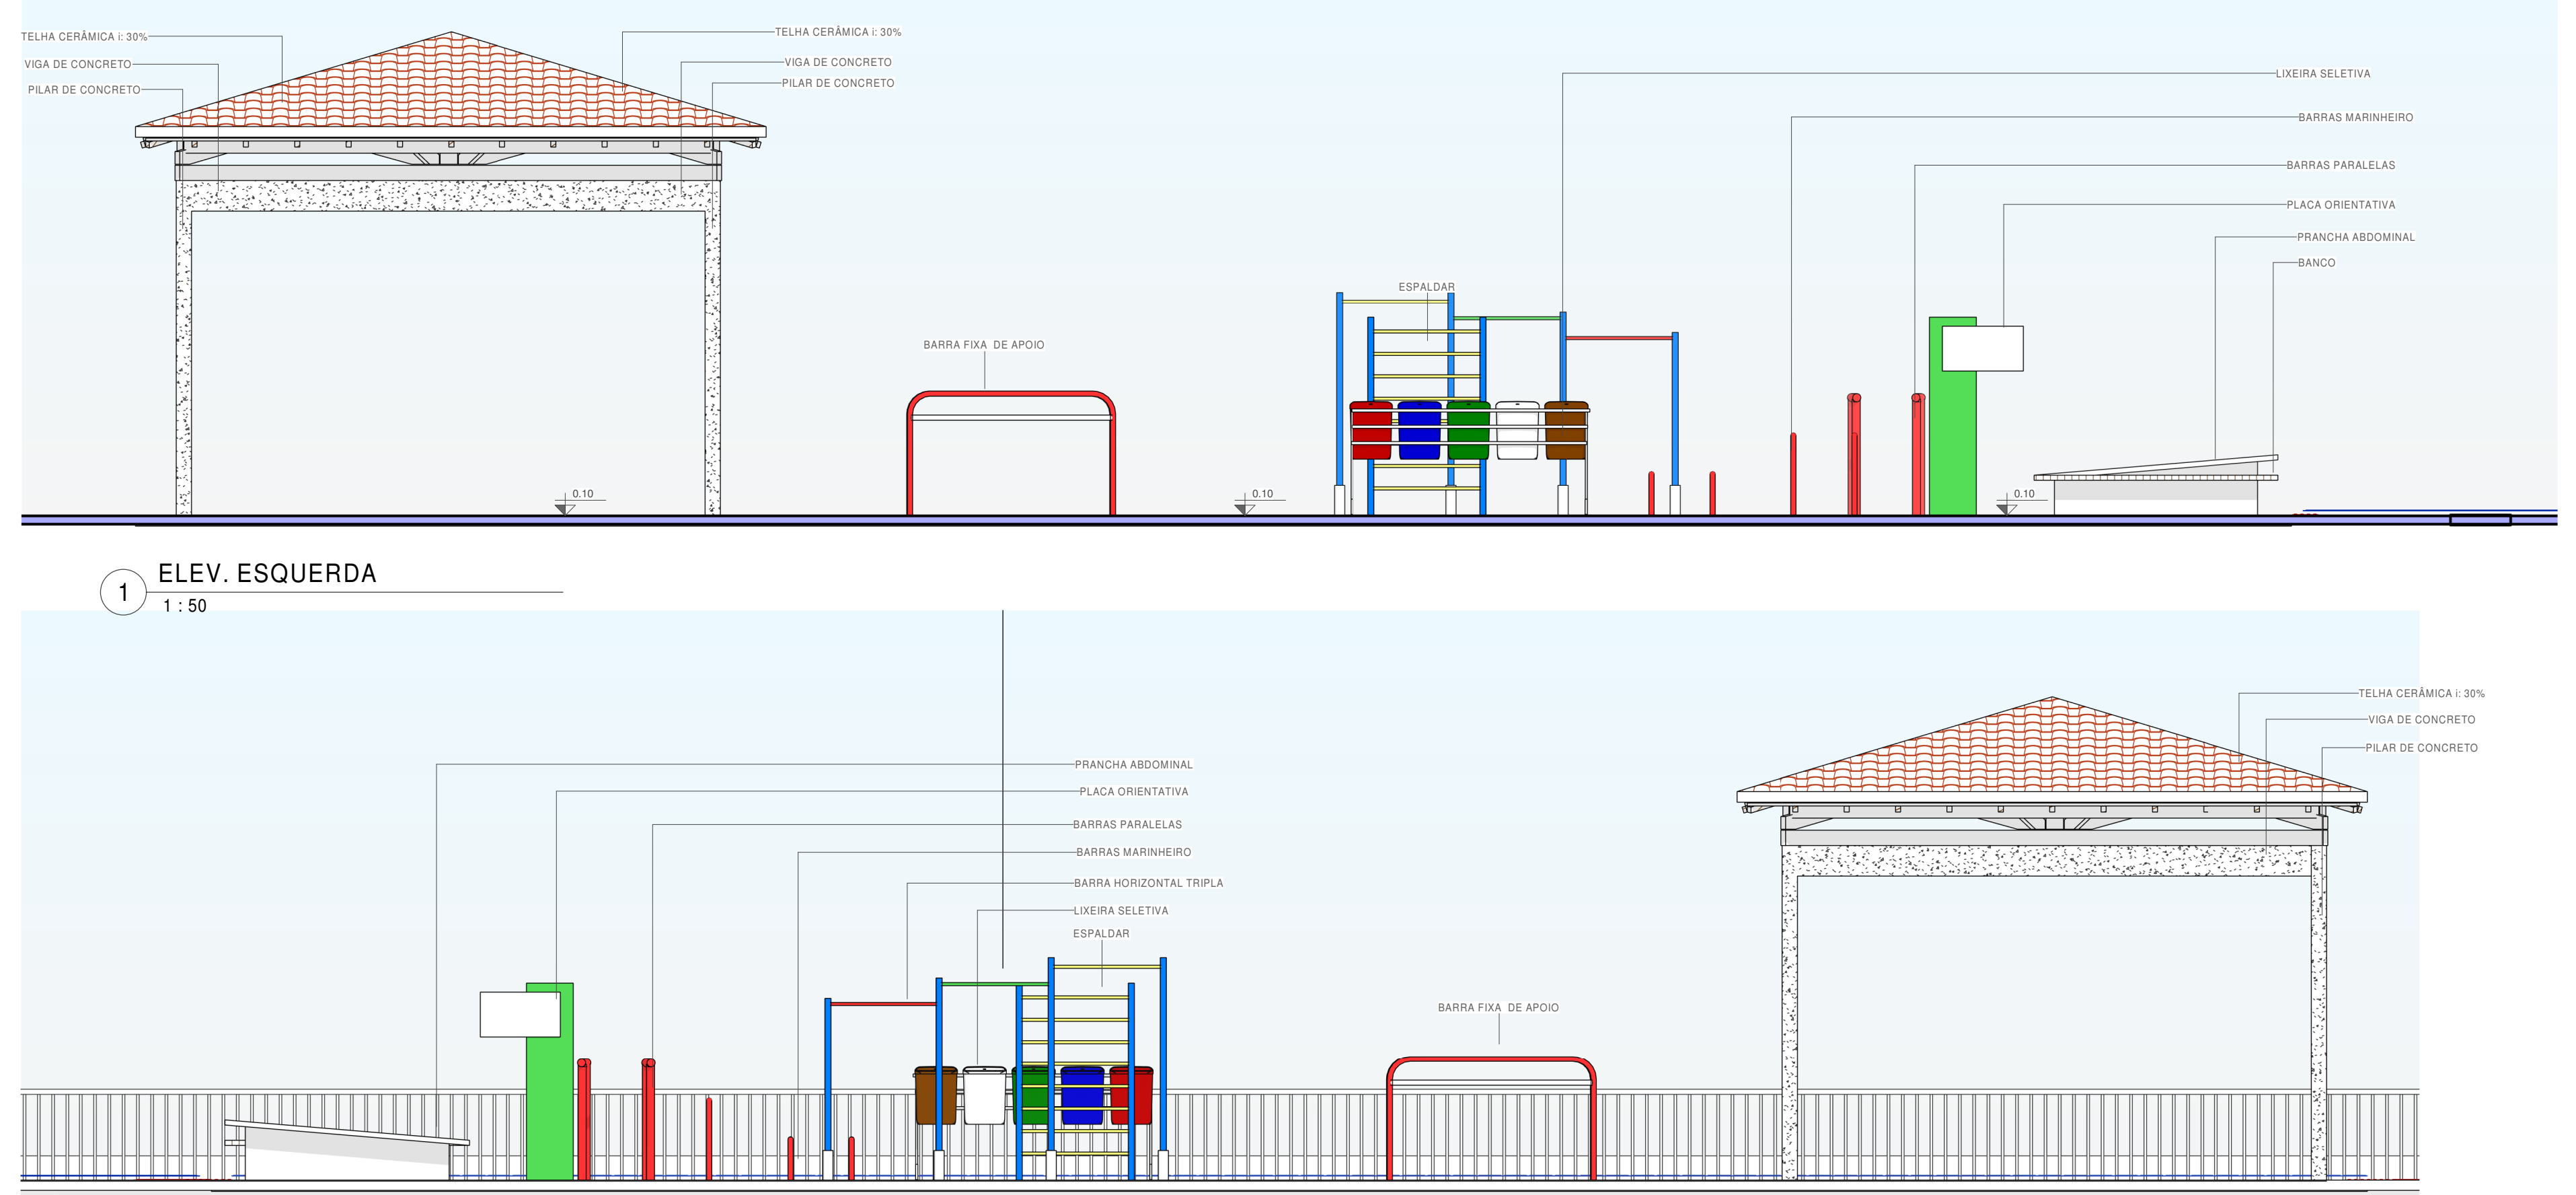 TELHA CERÂMICA i: 30%
VIGA DE CONCRETO
PILAR DE CONCRETO
TELHA CERÂMICA i: 30%
VIGA DE CONCRETO
PILAR DE CONCRETO
LIXEIRA SELETIVA
BARRAS MARINHEIRO
BARRAS PARALELAS
PLACA ORIENTATIVA
PRANCHA ABDOMINAL
BANCO
ESPALDAR
BARRA FIXA DE APOIO
0.10
0.10
0.10
1
ELEV. ESQUERDA
1 : 50
TELHA CERÂMICA i: 30%
VIGA DE CONCRETO
PILAR DE CONCRETO
PRANCHA ABDOMINAL
PLACA ORIENTATIVA
BARRAS PARALELAS
BARRAS MARINHEIRO
BARRA HORIZONTAL TRIPLA
LIXEIRA SELETIVA
ESPALDAR
BARRA FIXA DE APOIO